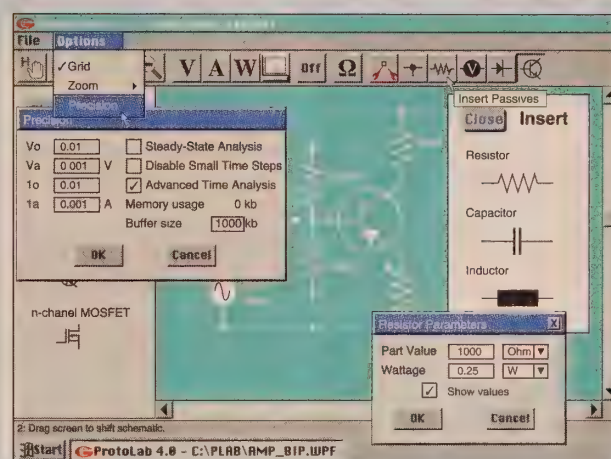 File Options
✓Grid
Zoom
Precision
V A W Off Ω
Insert Passives
Close Insert
Resistor
Capacitor
Inductor
Precision
Vo 0.01 Steady-State Analysis
Va 0.001 V Disable Small Time Steps
1o 0.01 ✓ Advanced Time Analysis
1a 0.001 A Memory usage 0 kb
Buffer size 1000 kb
OK Cancel
n-chanel MOSFET
Resistor Parameters X
Part Value 1000 Ohm
Wattage 0.25 W
✓ Show values
OK Cancel
2: Drag screen to shift schematic.
Start ProtoLab 4.0 - C:\PLAB\AMP_BIP.WPF